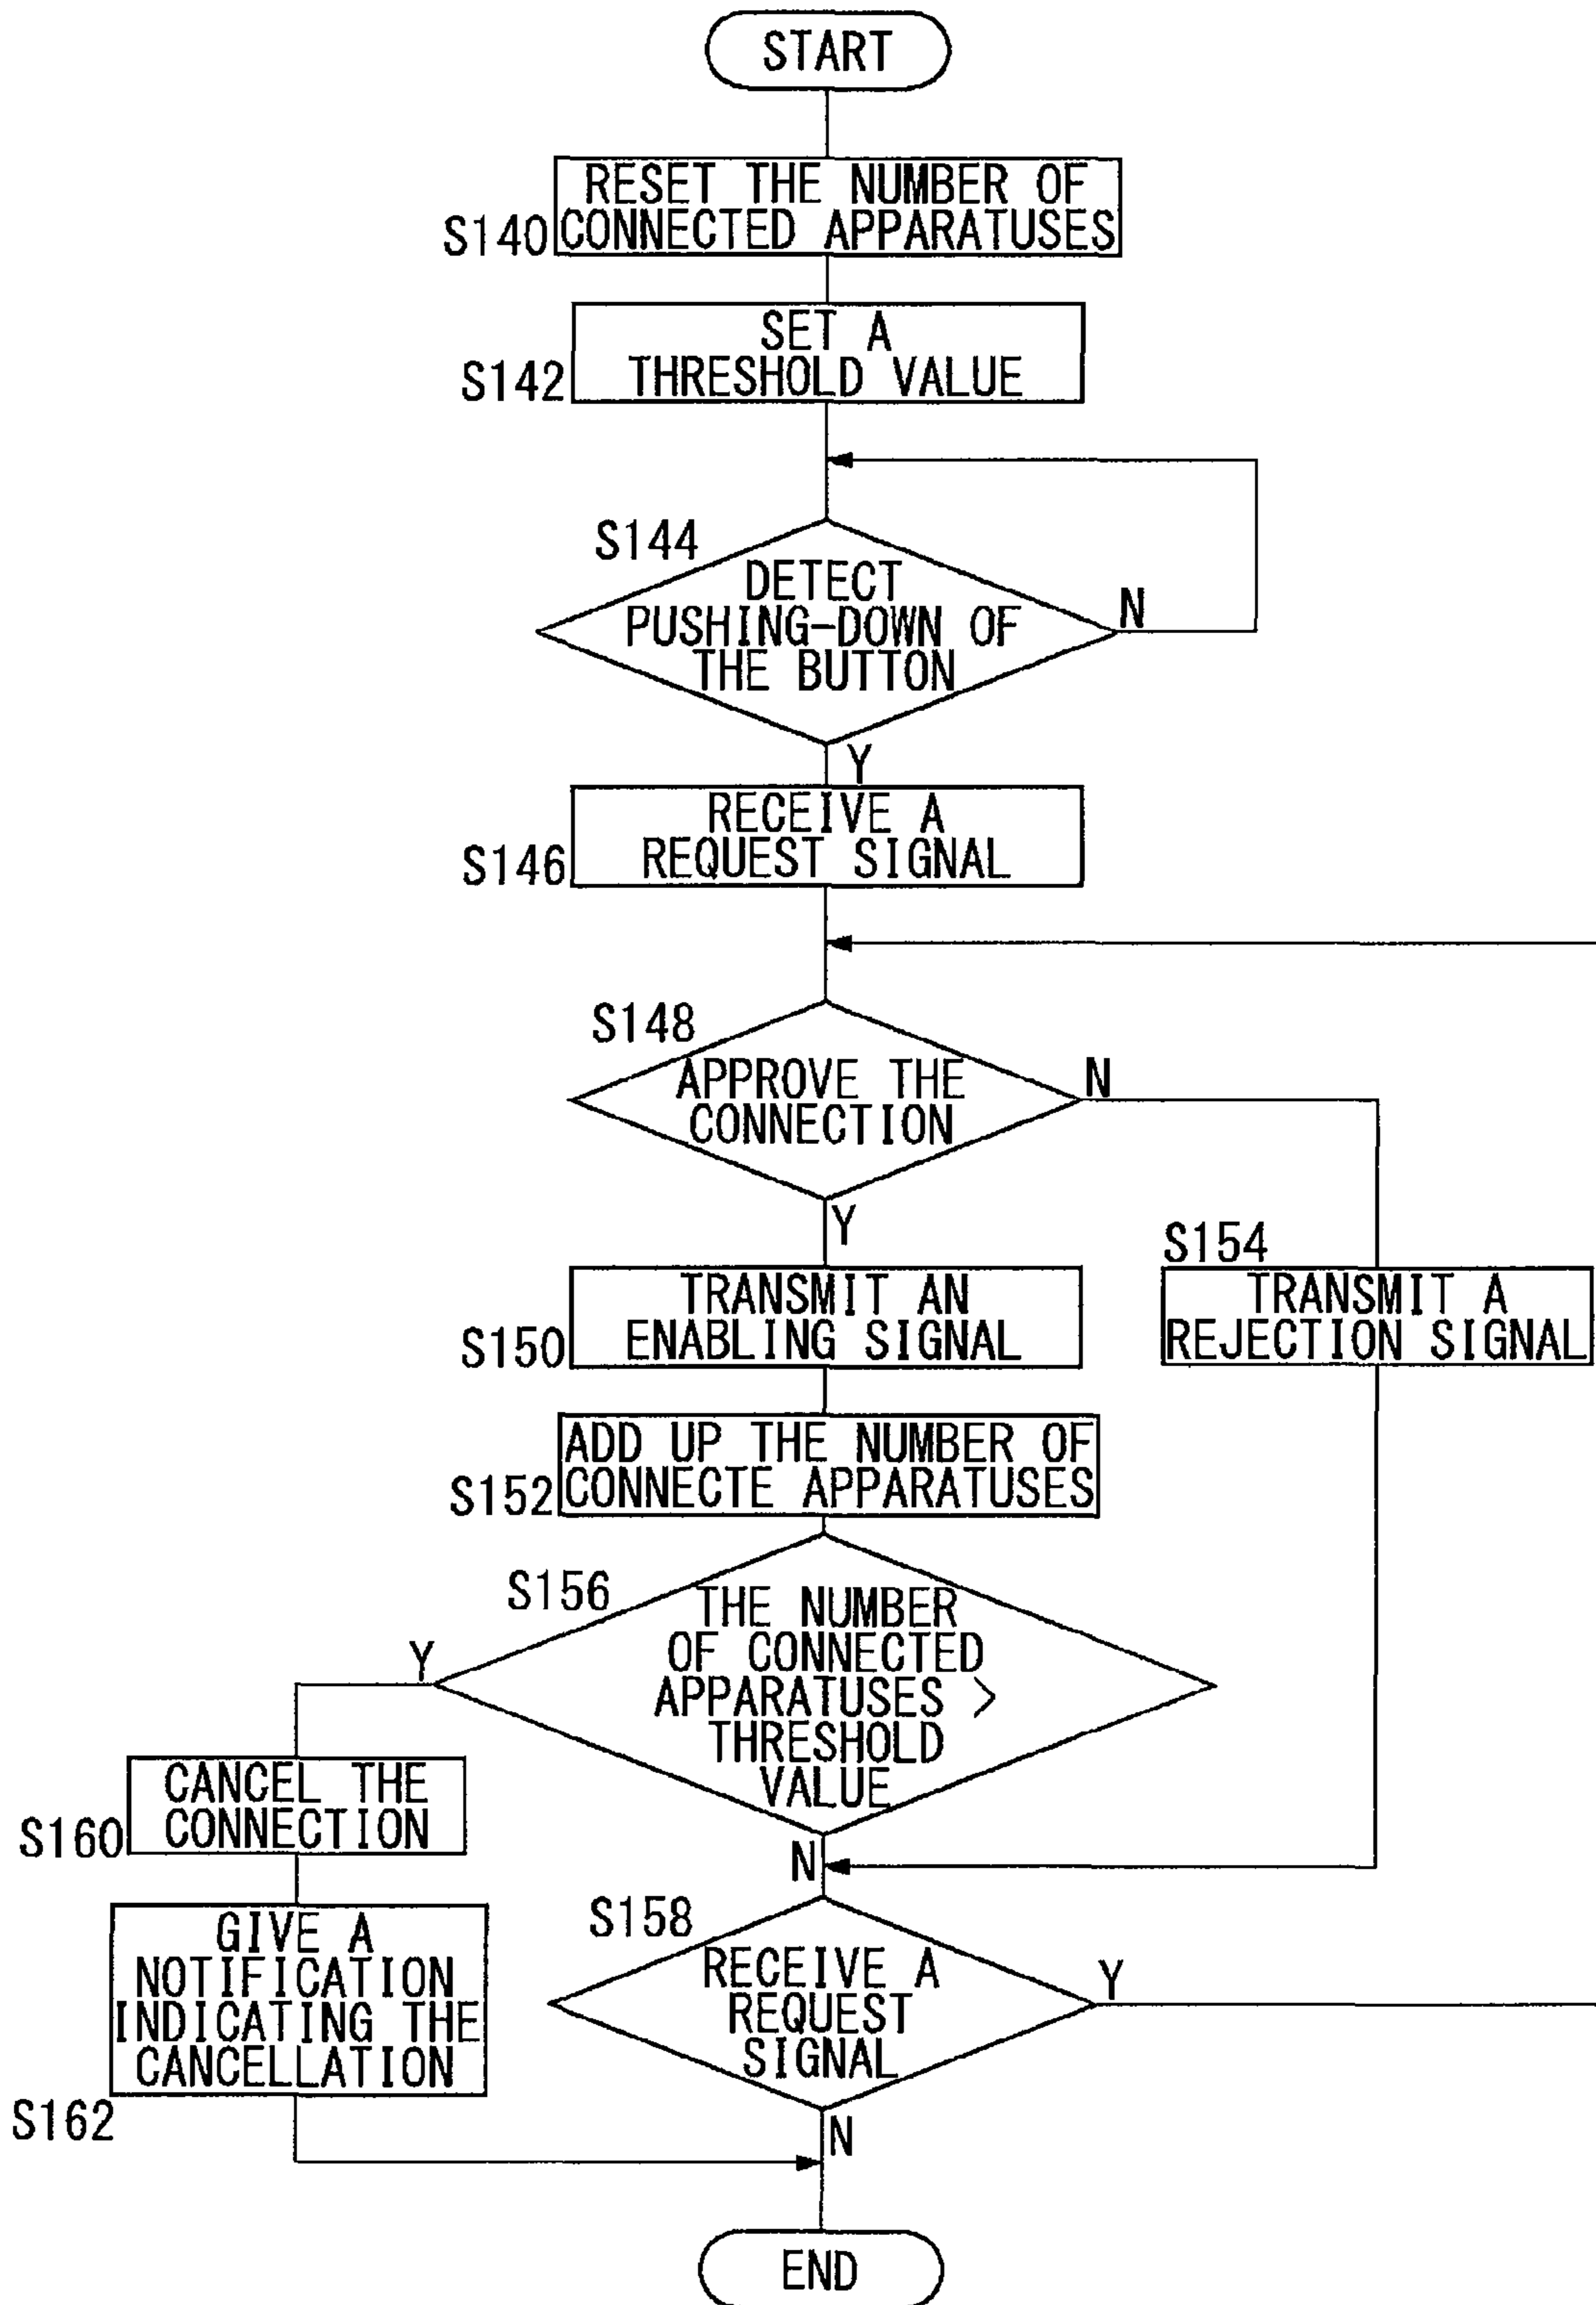 START
RESET THE NUMBER OF
CONNECTED APPARATUSES
S140
SET A
THRESHOLD VALUE
S142
S144
DETECT
PUSHING-DOWN OF
THE BUTTON
N
Y
RECEIVE A
REQUEST SIGNAL
S146
S148
APPROVE THE
CONNECTION
N
Y
S154
TRANSMIT AN
ENABLING SIGNAL
S150
TRANSMIT A
REJECTION SIGNAL
ADD UP THE NUMBER OF
CONNECTE APPARATUSES
S152
S156
THE NUMBER
OF CONNECTED
APPARATUSES >
THRESHOLD
VALUE
Y
N
CANCEL THE
CONNECTION
S160
S158
RECEIVE A
REQUEST
SIGNAL
Y
N
GIVE A
NOTIFICATION
INDICATING THE
CANCELLATION
S162
END